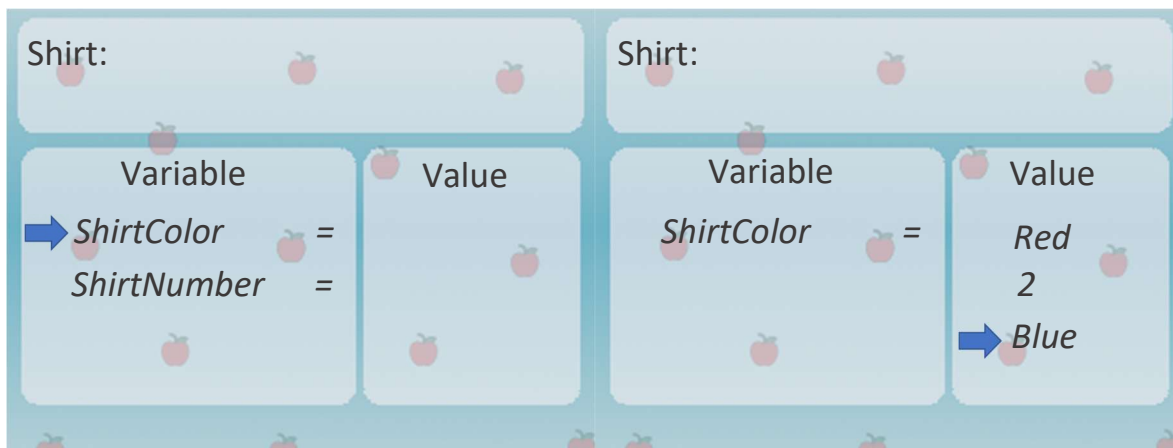 Shirt:
Variable
Value
ShirtColor =
ShirtNumber =
Shirt:
Variable
Value
ShirtColor =
Red
2
Blue